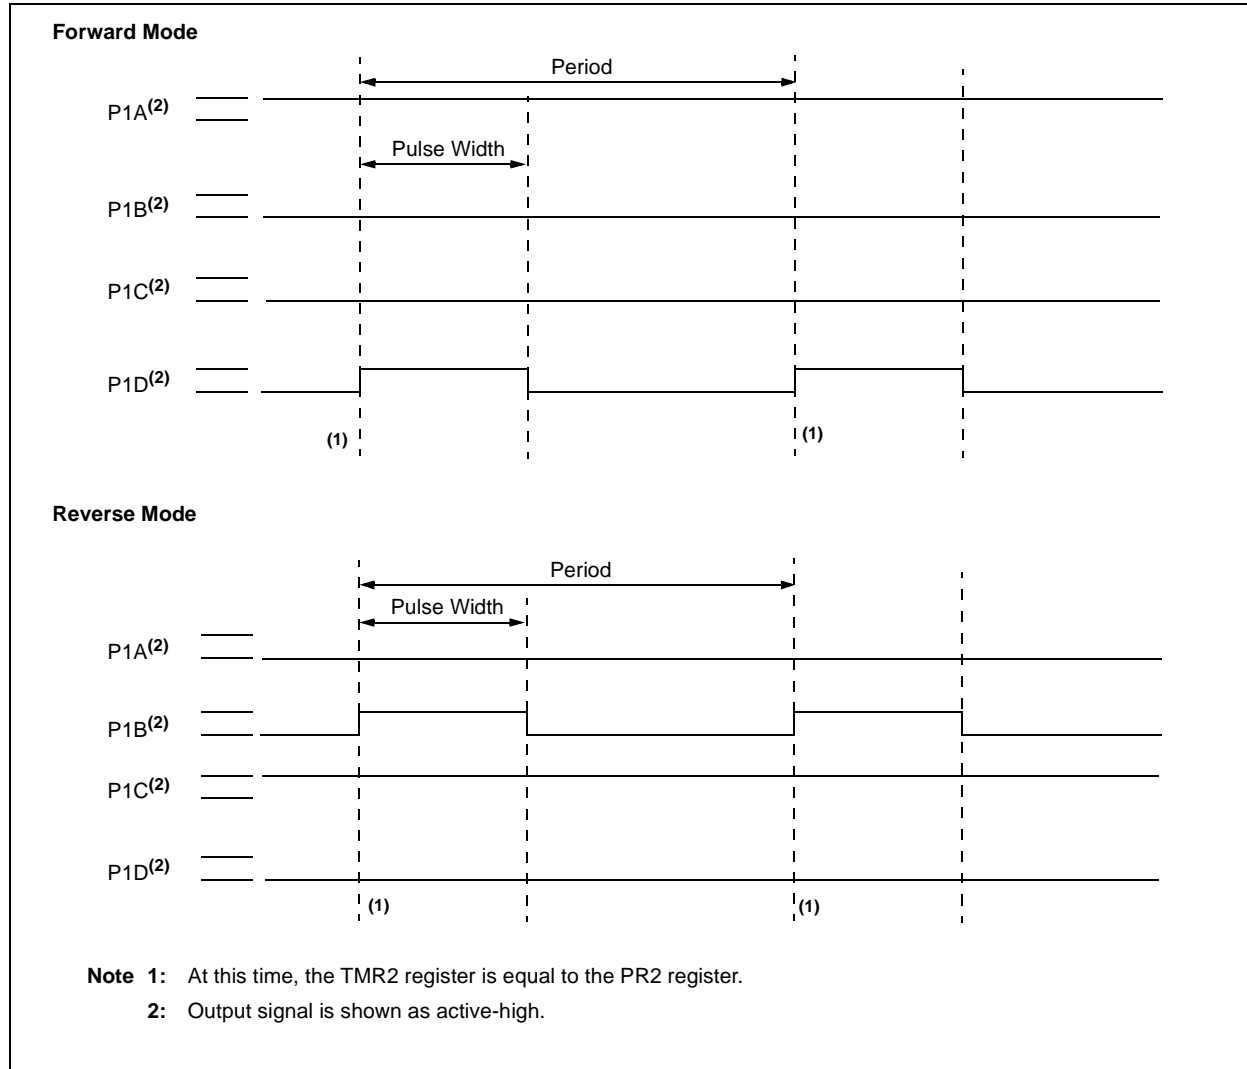 Forward Mode
Period
P1A(2)
Pulse Width
P1B(2)
P1C(2)
P1D(2)
(1)
(1)
Reverse Mode
Period
Pulse Width
P1A(2)
P1B(2)
P1C(2)
P1D(2)
(1)
(1)
Note 1: At this time, the TMR2 register is equal to the PR2 register.
2: Output signal is shown as active-high.